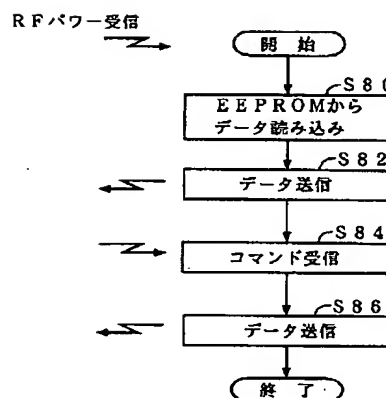 RFパワー受信
開 始
S80
EEPROMから
データ読み込み
S82
データ送信
S84
コマンド受信
S86
データ送信
終 了